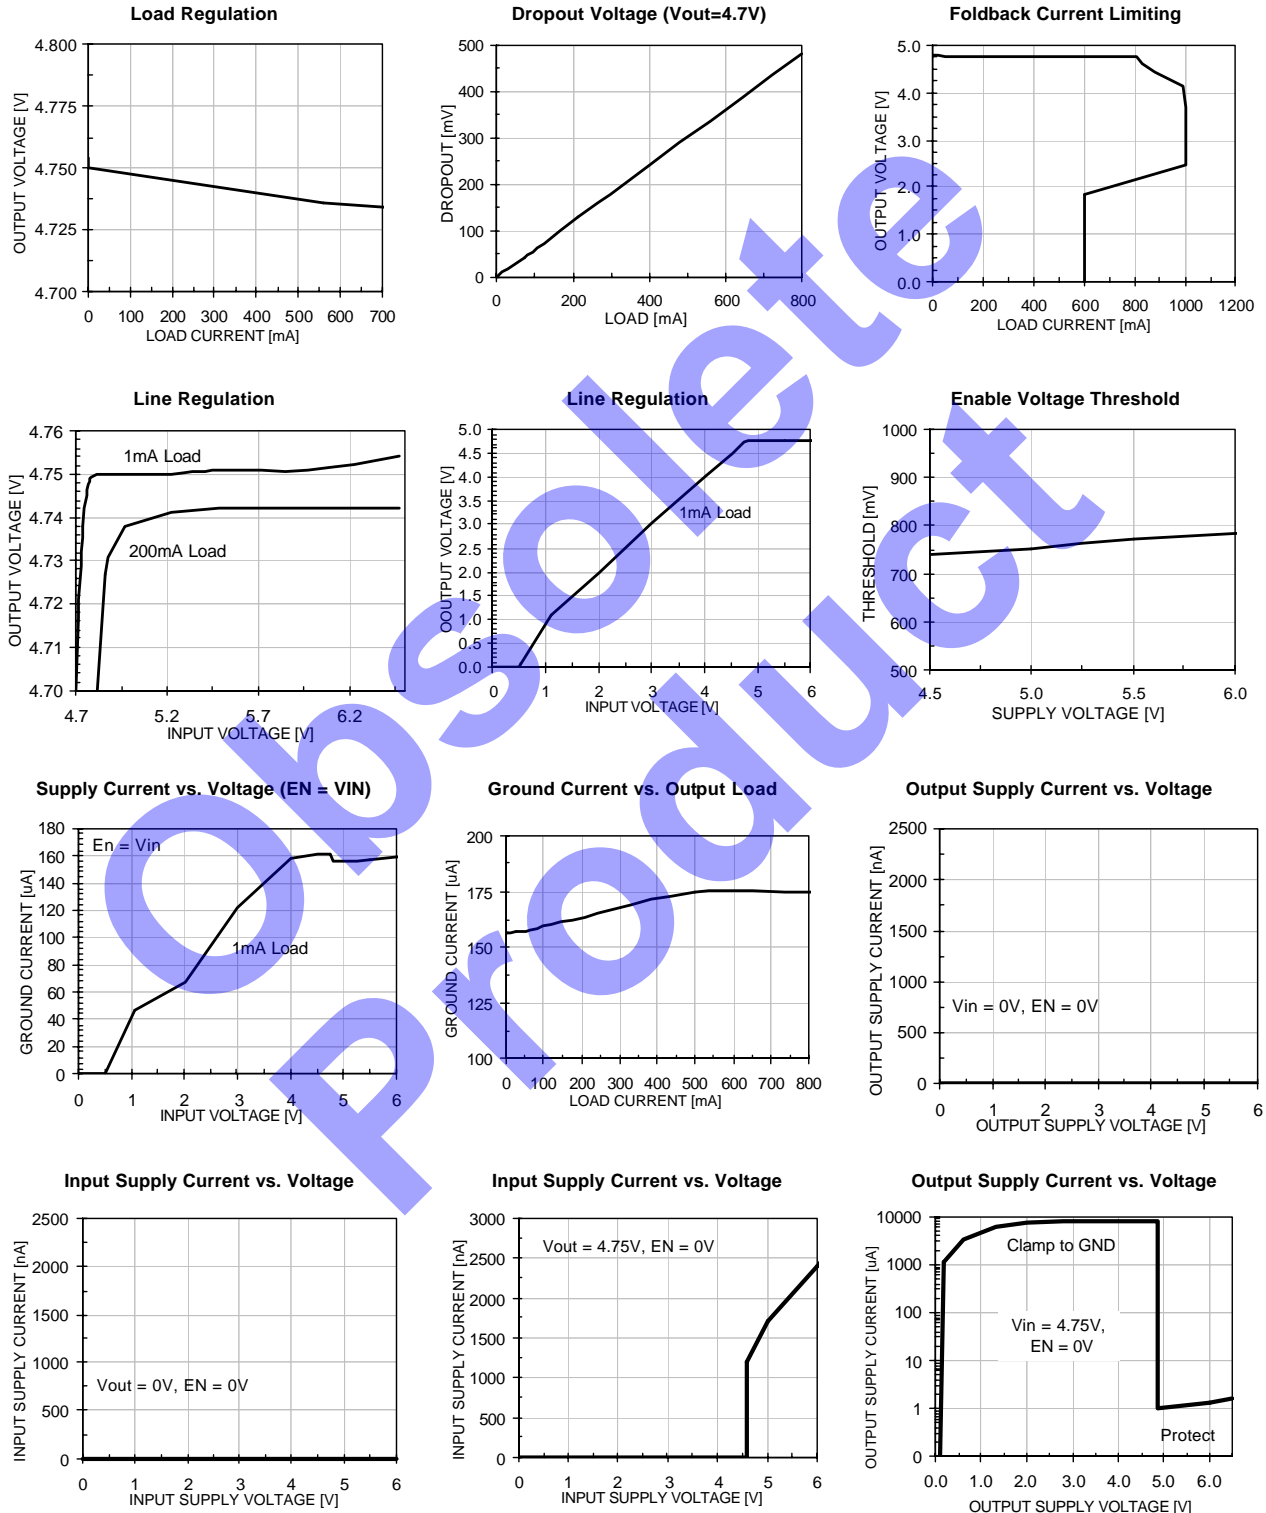 Load Regulation
4.800
4.775
4.750
4.725
4.700
OUTPUT VOLTAGE [V]
0 100 200 300 400 500 600 700
LOAD CURRENT [mA]
Dropout Voltage (Vout=4.7V)
500
400
300
200
100
0
DROPOUT [mV]
0 200 400 600 800
LOAD [mA]
Foldback Current Limiting
5.0
4.0
3.0
2.0
1.0
0.0
OUTPUT VOLTAGE [V]
0 200 400 600 800 1000 1200
LOAD CURRENT [mA]
Line Regulation
4.76
4.75
4.74
4.73
4.72
4.71
4.70
OUTPUT VOLTAGE [V]
1mA Load
200mA Load
4.7 5.2 5.7 6.2
INPUT VOLTAGE [V]
Line Regulation
5.0
4.5
4.0
3.5
3.0
2.5
2.0
1.5
1.0
0.5
0.0
OOUTPUT VOLTAGE [V]
1mA Load
0 1 2 3 4 5 6
INPUT VOLTAGE [V]
Enable Voltage Threshold
1000
900
800
700
600
500
THRESHOLD [mV]
4.5 5.0 5.5 6.0
SUPPLY VOLTAGE [V]
Supply Current vs. Voltage (EN = VIN)
180
160
140
120
100
80
60
40
20
0
GROUND CURRENT [uA]
En = Vin
1mA Load
0 1 2 3 4 5 6
INPUT VOLTAGE [V]
Ground Current vs. Output Load
200
175
150
125
100
GROUND CURRENT [uA]
0 100 200 300 400 500 600 700 800
LOAD CURRENT [mA]
Output Supply Current vs. Voltage
2500
2000
1500
1000
500
0
OUTPUT SUPPLY CURRENT [nA]
Vin = 0V, EN = 0V
0 1 2 3 4 5 6
OUTPUT SUPPLY VOLTAGE [V]
Input Supply Current vs. Voltage
2500
2000
1500
1000
500
0
INPUT SUPPLY CURRENT [nA]
Vout = 0V, EN = 0V
0 1 2 3 4 5 6
INPUT SUPPLY VOLTAGE [V]
Input Supply Current vs. Voltage
3000
2500
2000
1500
1000
500
0
INPUT SUPPLY CURRENT [nA]
Vout = 4.75V, EN = 0V
0 1 2 3 4 5 6
INPUT SUPPLY VOLTAGE [V]
Output Supply Current vs. Voltage
10000
1000
100
10
1
0
OUTPUT SUPPLY CURRENT [uA]
Clamp to GND
Vin = 4.75V,
EN = 0V
Protect
0.0 1.0 2.0 3.0 4.0 5.0 6.0
OUTPUT SUPPLY VOLTAGE [V]
Obsolete
Product